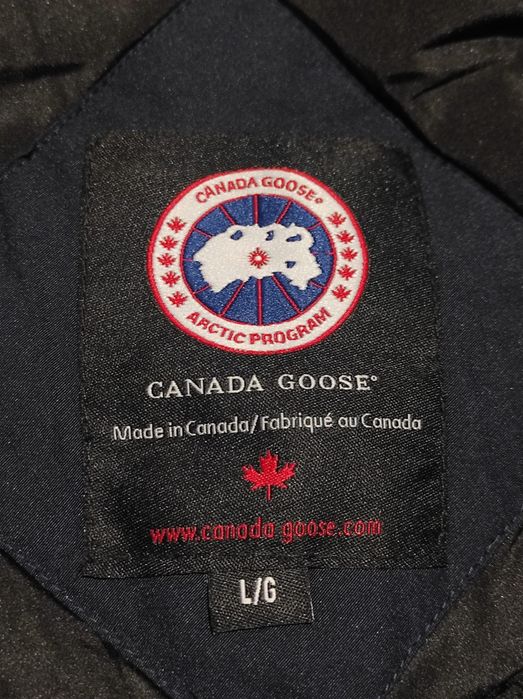 CANADA GOOSE®
ARCTIC PROGRAM
CANADA GOOSE®
Made in Canada/Fabriqué au Canada
www.canada goose.com
L/G